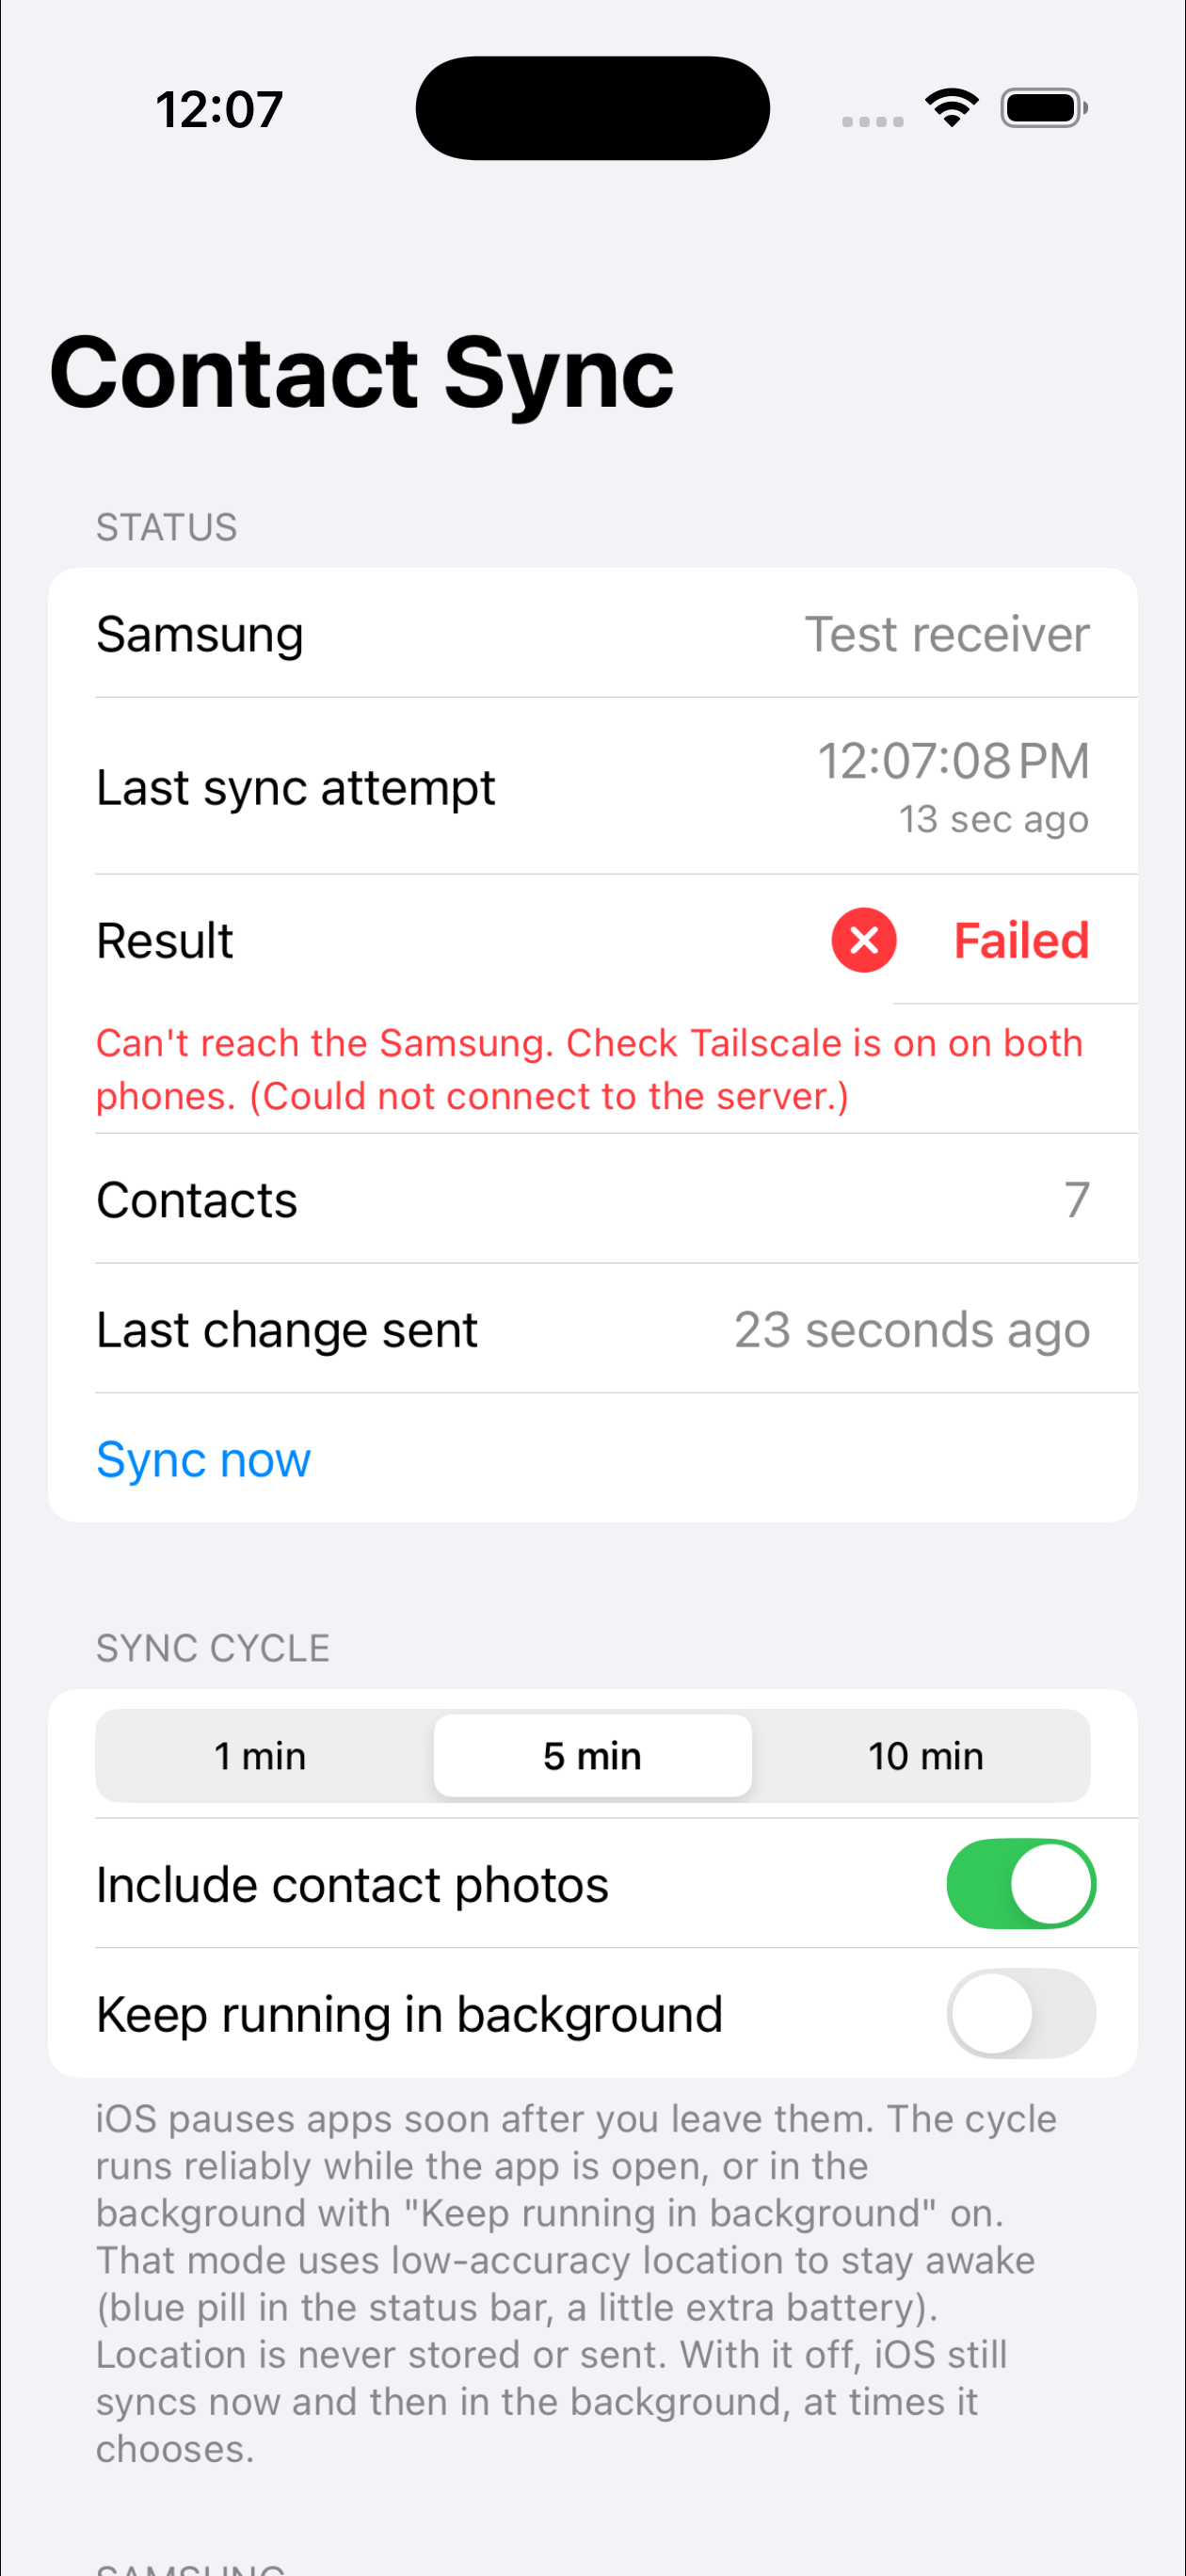 12:07
Contact Sync
STATUS
Samsung
Test receiver
Last sync attempt
12:07:08 PM
13 sec ago
Result
Failed
Can't reach the Samsung. Check Tailscale is on on both
phones. (Could not connect to the server.)
Contacts
7
Last change sent
23 seconds ago
Sync now
SYNC CYCLE
1 min
5 min
10 min
Include contact photos
Keep running in background
iOS pauses apps soon after you leave them. The cycle
runs reliably while the app is open, or in the
background with "Keep running in background" on.
That mode uses low-accuracy location to stay awake
(blue pill in the status bar, a little extra battery).
Location is never stored or sent. With it off, iOS still
syncs now and then in the background, at times it
chooses.
SAMSUNG